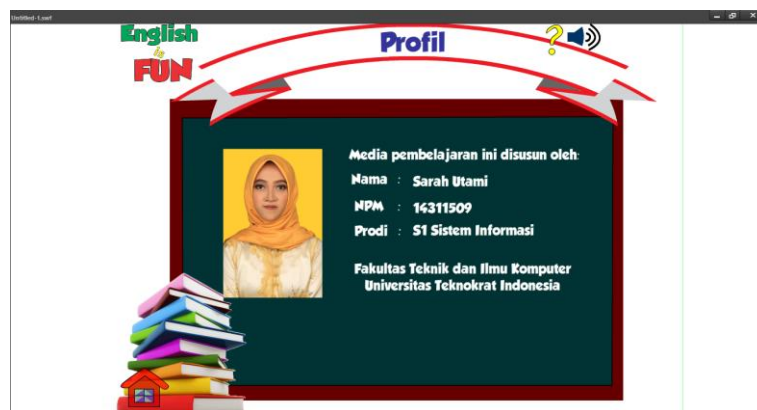 Untitled-1.swf
English
is
FUN
Profil
?
Media pembelajaran ini disusun oleh:
Nama : Sarah Utami
NPM : 14311509
Prodi : S1 Sistem Informasi
Fakultas Teknik dan Ilmu Komputer
Universitas Teknokrat Indonesia